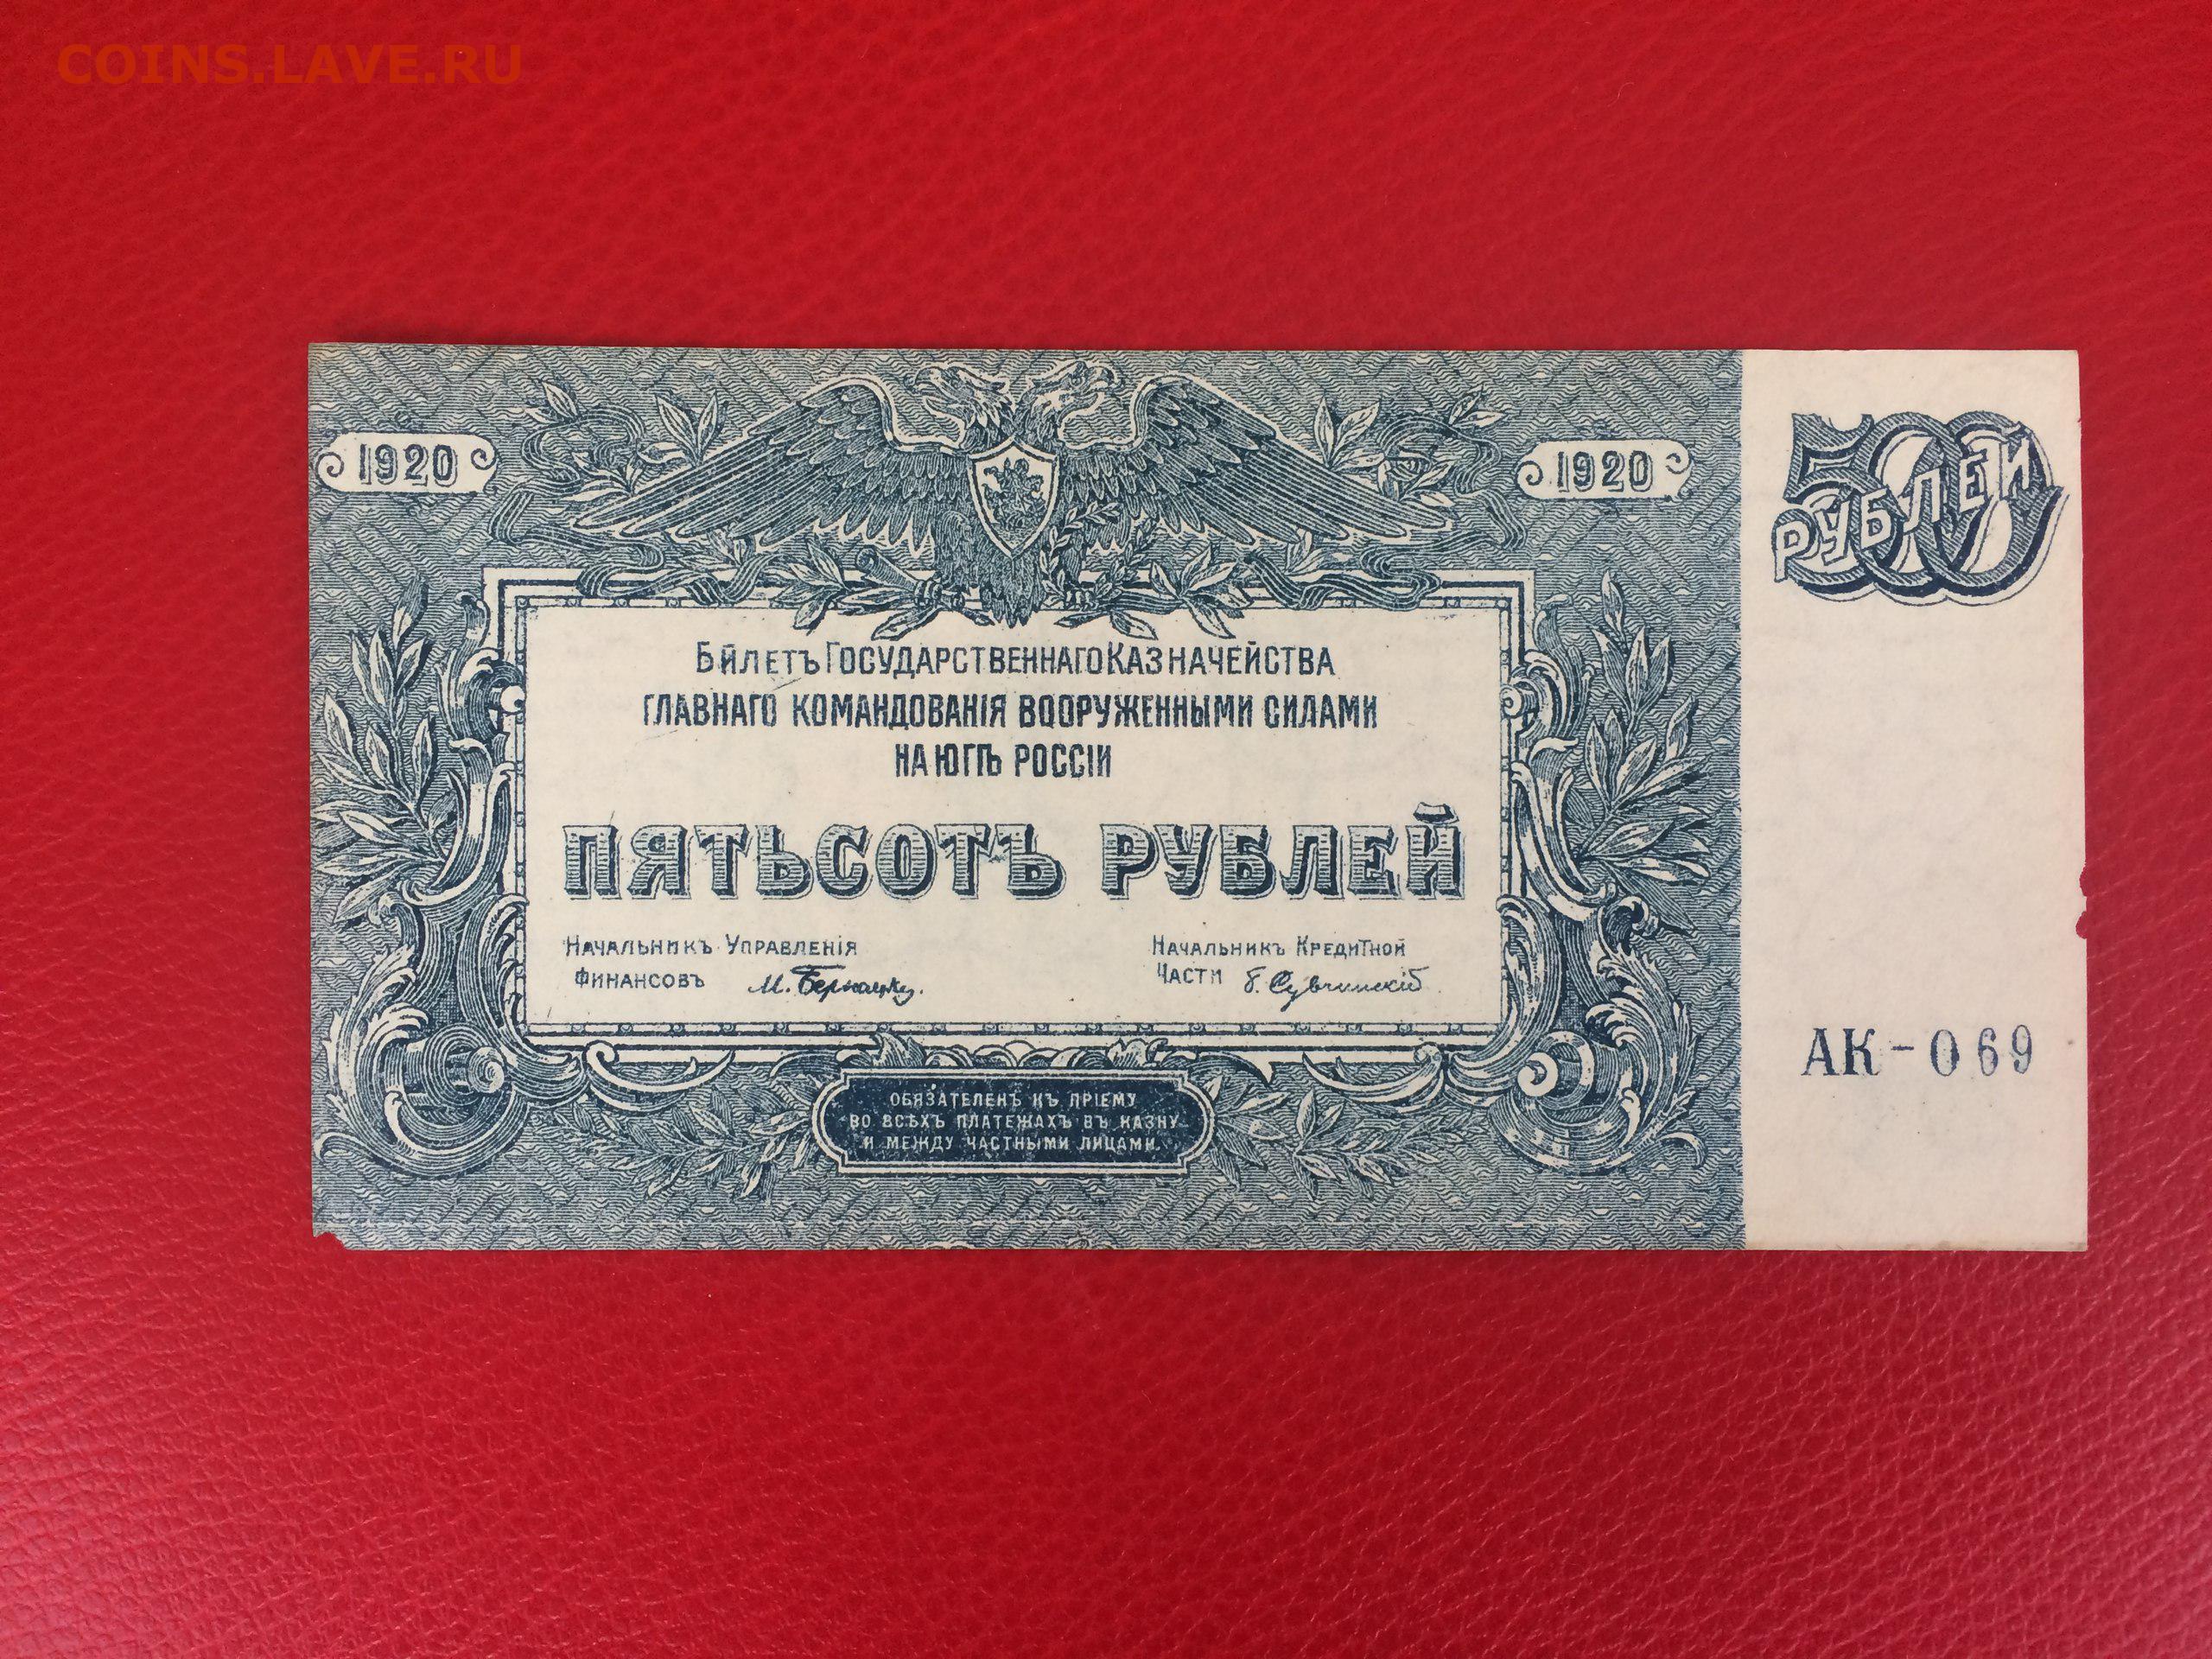 COINS.LAVE.RU
1920
1920
500
РУБЛЕЙ
БИЛЕТЪ ГОСУДАРСТВЕННАГО КАЗНАЧЕЙСТВА
ГЛАВНАГО КОМАНДОВАНІЯ ВООРУЖЕННЫМИ СИЛАМИ
НА ЮГѢ РОССІИ
ПЯТЬСОТЪ РУБЛЕЙ
НАЧАЛЬНИКЪ УПРАВЛЕНІЯ
ФИНАНСОВЪ М. Бернацкій
НАЧАЛЬНИКЪ КРЕДИТНОЙ
ЧАСТИ Б. Сувчинскій
АК-069
ОБЯЗАТЕЛЕНЪ КЪ ПРІЕМУ
ВО ВСѢХЪ ПЛАТЕЖАХЪ ВЪ КАЗНУ
И МЕЖДУ ЧАСТНЫМИ ЛИЦАМИ.